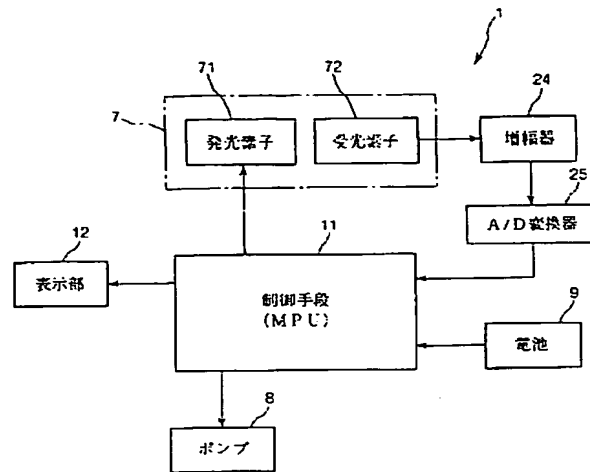 1
71
72
24
7
発光素子
受光素子
増幅器
25
A/D変換器
12
11
表示部
制御手段
(MPU)
9
電池
8
ポンプ